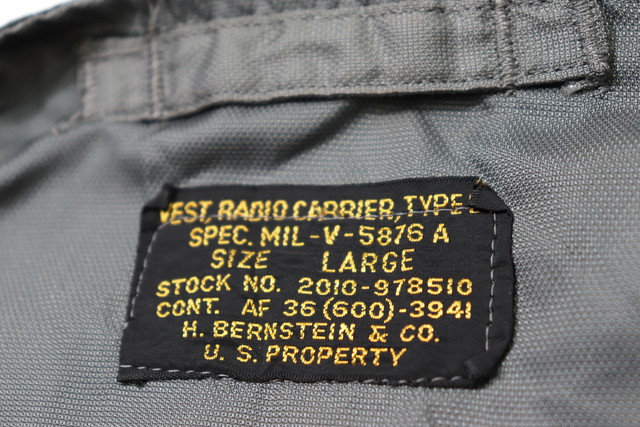 VEST, RADIO CARRIER, TYPE
SPEC. MIL-V-5876 A
SIZE LARGE
STOCK NO. 2010-978510
CONT. AF 36(600)-3941
H. BERNSTEIN & CO.
U. S. PROPERTY